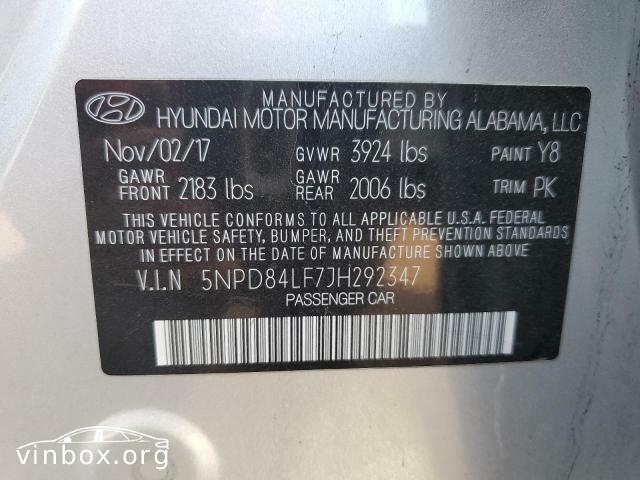 MANUFACTURED BY
HYUNDAI MOTOR MANUFACTURING ALABAMA, LLC
Nov/02/17 GVWR 3924 lbs PAINT Y8
GAWR FRONT 2183 lbs GAWR REAR 2006 lbs TRIM PK
THIS VEHICLE CONFORMS TO ALL APPLICABLE U.S.A. FEDERAL
MOTOR VEHICLE SAFETY, BUMPER, AND THEFT PREVENTION STANDARDS
IN EFFECT ON THE DATE OF MANUFACTURE SHOWN ABOVE.
V.I.N 5NPD84LF7JH292347
PASSENGER CAR
vinbox.org